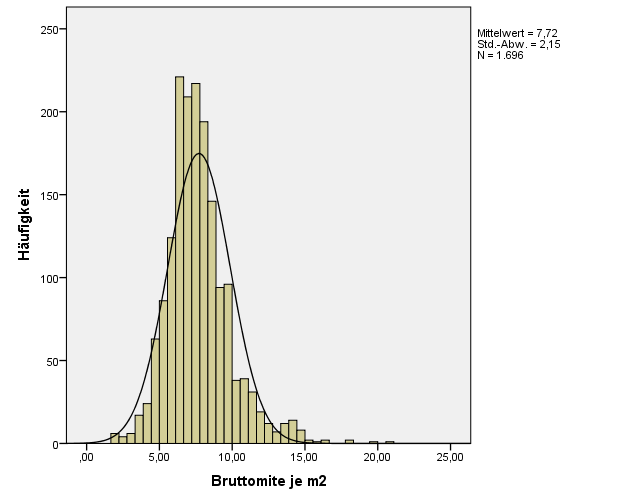 Mittelwert = 7,72
Std.-Abw. = 2,15
N = 1.696
250
200
150
100
50
0
Häufigkeit
,00
5,00
10,00
15,00
20,00
25,00
Bruttomite je m2